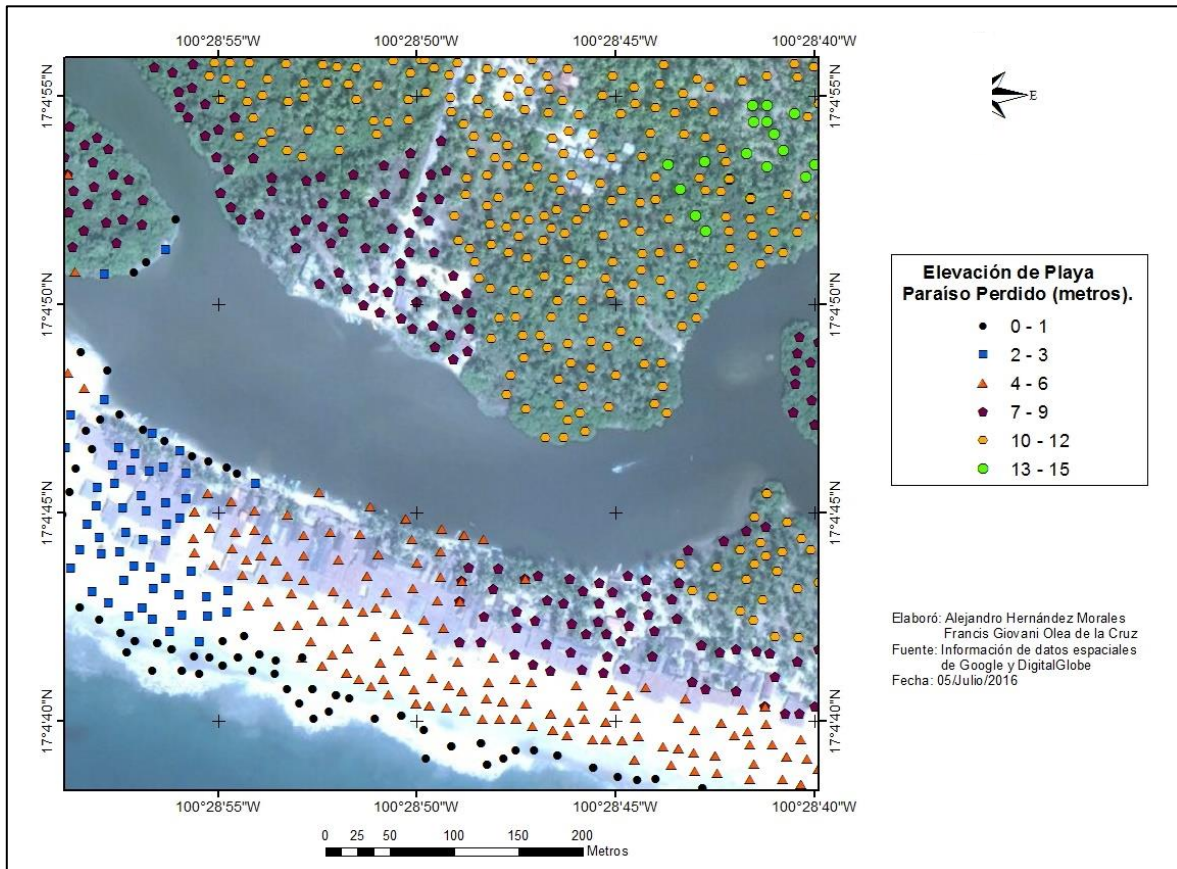 100°28'55"W 100°28'50"W 100°28'45"W 100°28'40"W
17°4'55"N 17°4'55"N
E
17°4'50"N 17°4'50"N
Elevación de Playa
Paraíso Perdido (metros).
0 - 1
2 - 3
4 - 6
7 - 9
10 - 12
13 - 15
17°4'45"N 17°4'45"N
Elaboró: Alejandro Hernández Morales
Francis Giovani Olea de la Cruz
Fuente: Información de datos espaciales
de Google y DigitalGlobe
Fecha: 05/Julio/2016
17°4'40"N 17°4'40"N
100°28'55"W 100°28'50"W 100°28'45"W 100°28'40"W
0 25 50 100 150 200
Metros